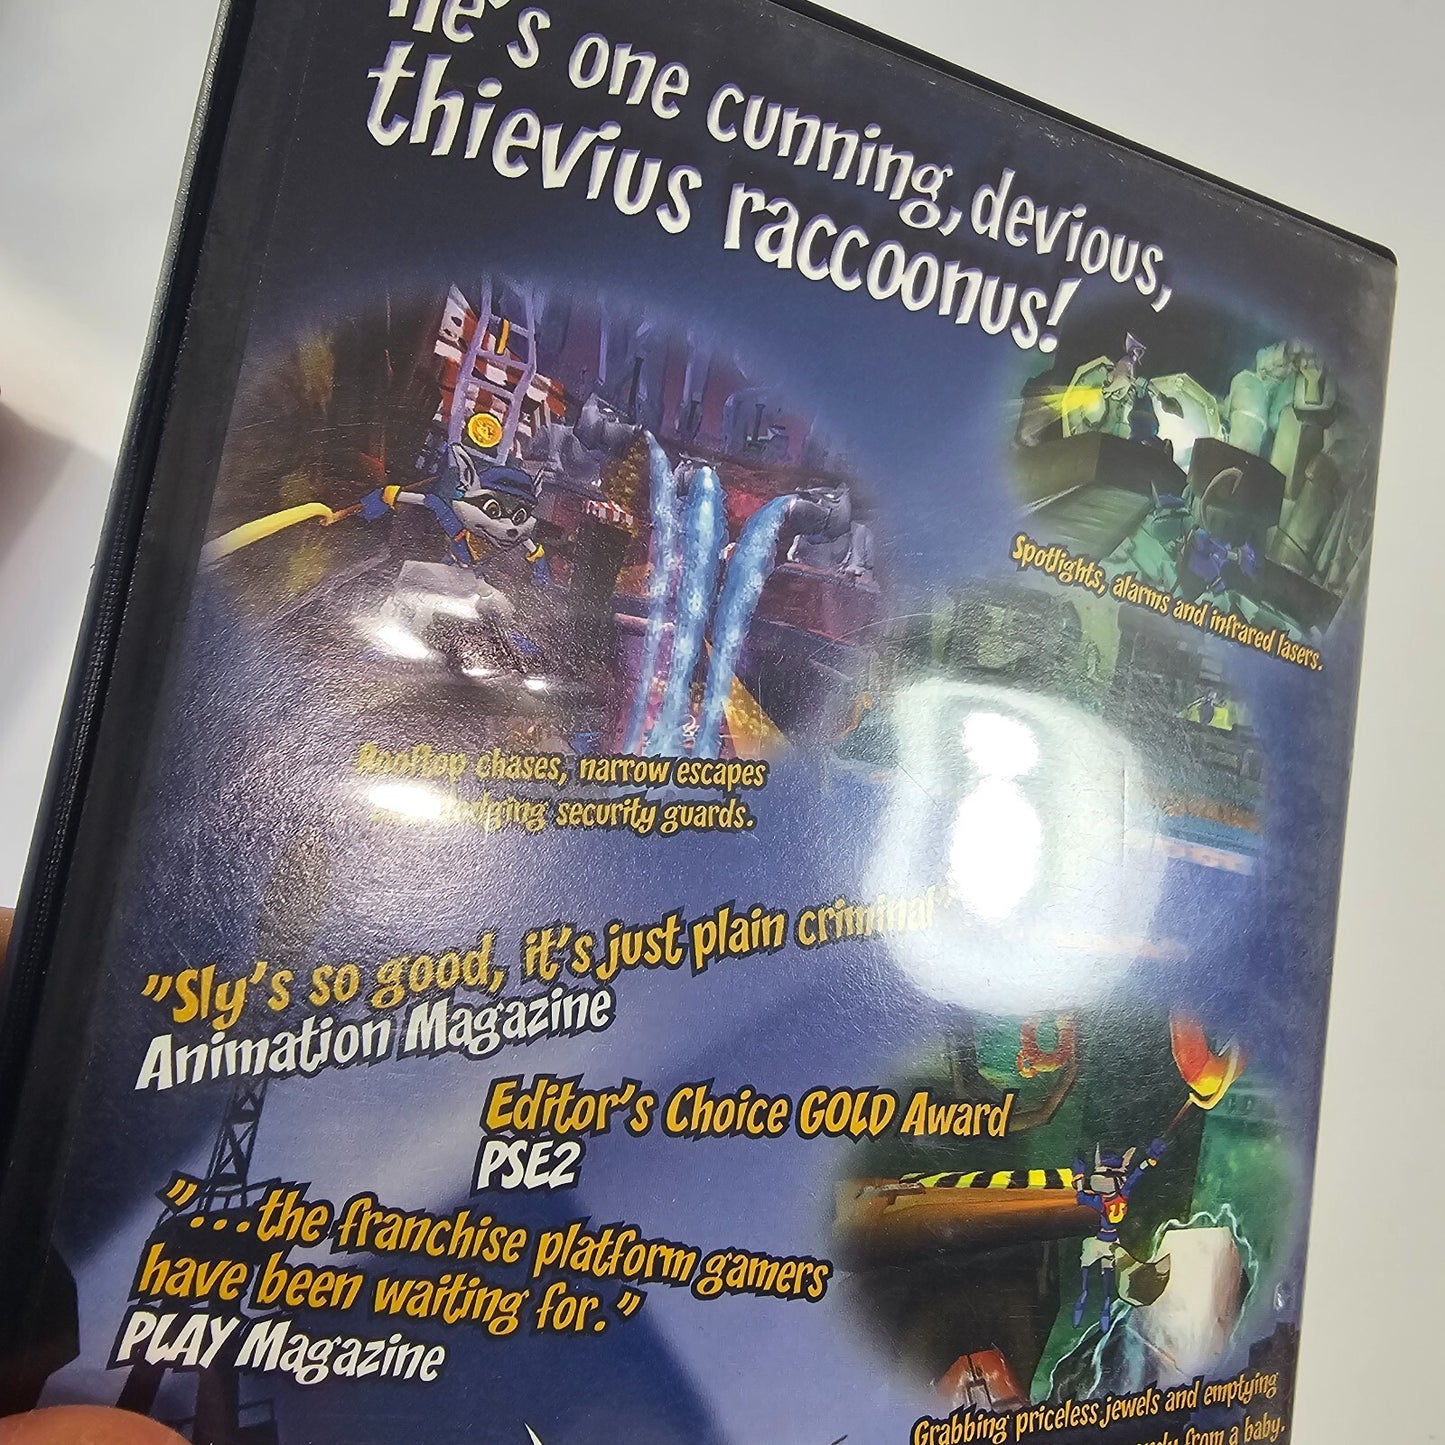 He's one cunning, devious,
thievius raccoonus!
Spotlights, alarms and infrared lasers.
Rooftop chases, narrow escapes
dodging security guards.
"Sly's so good, it's just plain criminal"
Animation Magazine
Editor's Choice GOLD Award
PSE2
"...the franchise platform gamers
have been waiting for."
PLAY Magazine
Grabbing priceless jewels and emptying
from a baby.